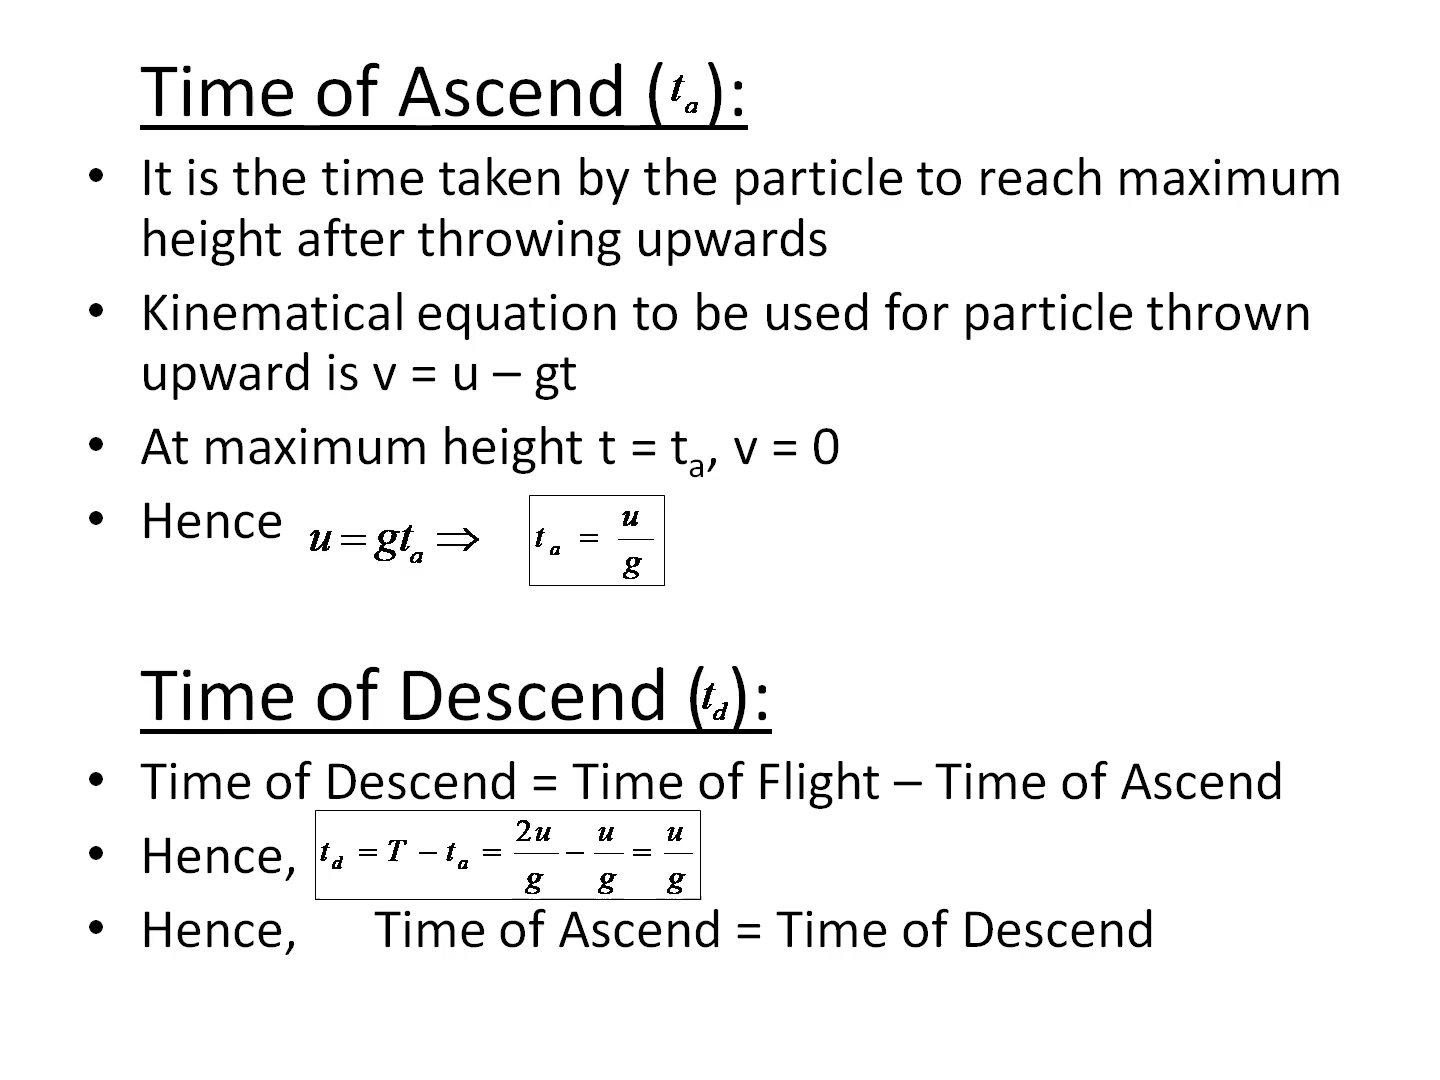 Time of Ascend (tₐ):
• It is the time taken by the particle to reach maximum
height after throwing upwards
• Kinematical equation to be used for particle thrown
upward is v = u – gt
• At maximum height t = tₐ, v = 0
• Hence u = gtₐ ⇒ tₐ = u/g
Time of Descend (t_d):
• Time of Descend = Time of Flight – Time of Ascend
• Hence, t_d = T − tₐ = 2u/g − u/g = u/g
• Hence, Time of Ascend = Time of Descend